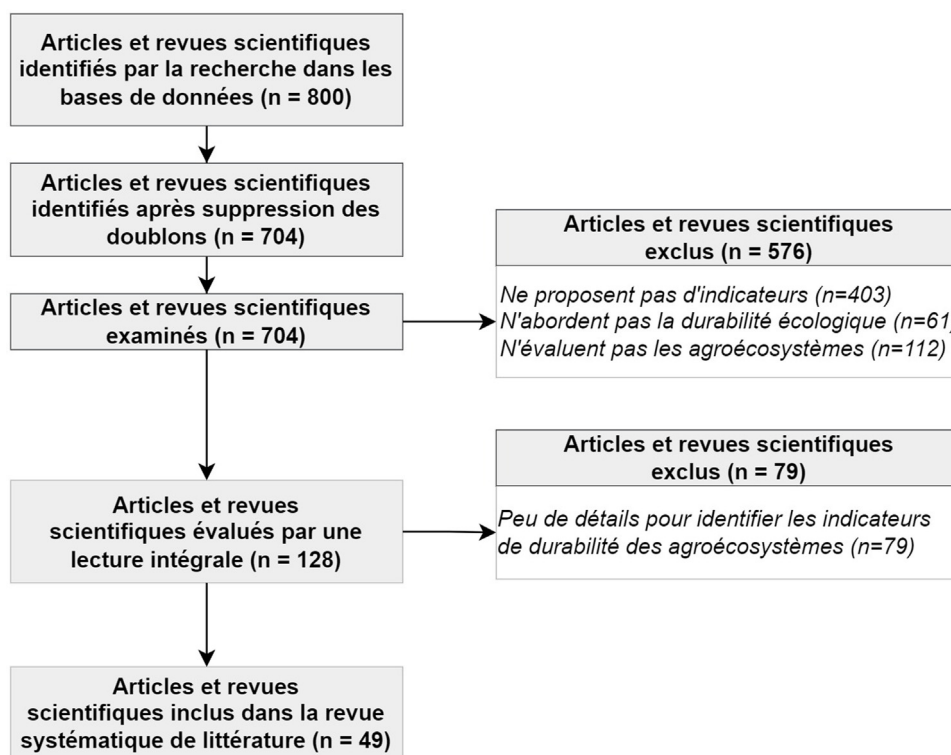 Articles et revues scientifiques
identifiés par la recherche dans les
bases de données (n = 800)
Articles et revues scientifiques
identifiés après suppression des
doublons (n = 704)
Articles et revues scientifiques
examinés (n = 704)
Articles et revues scientifiques
exclus (n = 576)
Ne proposent pas d'indicateurs (n=403)
N'abordent pas la durabilité écologique (n=61)
N'évaluent pas les agroécosystèmes (n=112)
Articles et revues
scientifiques évalués par une
lecture intégrale (n = 128)
Articles et revues scientifiques
exclus (n = 79)
Peu de détails pour identifier les indicateurs
de durabilité des agroécosystèmes (n=79)
Articles et revues
scientifiques inclus dans la revue
systématique de littérature (n = 49)